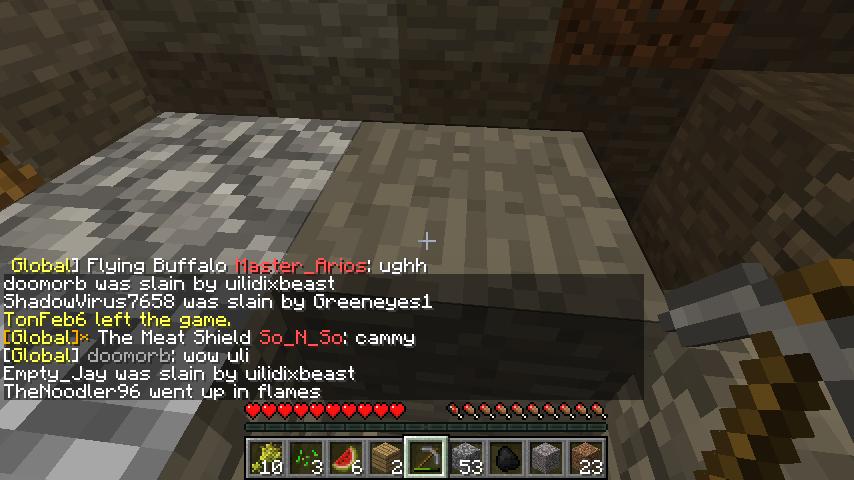 Global] Flying Buffalo Master_Arios: ughh
doomorb was slain by uilidixbeast
ShadowVirus7658 was slain by Greeneyes1
TonFeb6 left the game.
[Global]* The Meat Shield So_N_So: cammy
[Global] doomorb: wow uli
Empty_Jay was slain by uilidixbeast
TheNoodler96 went up in flames
10 3 6 2 53 23